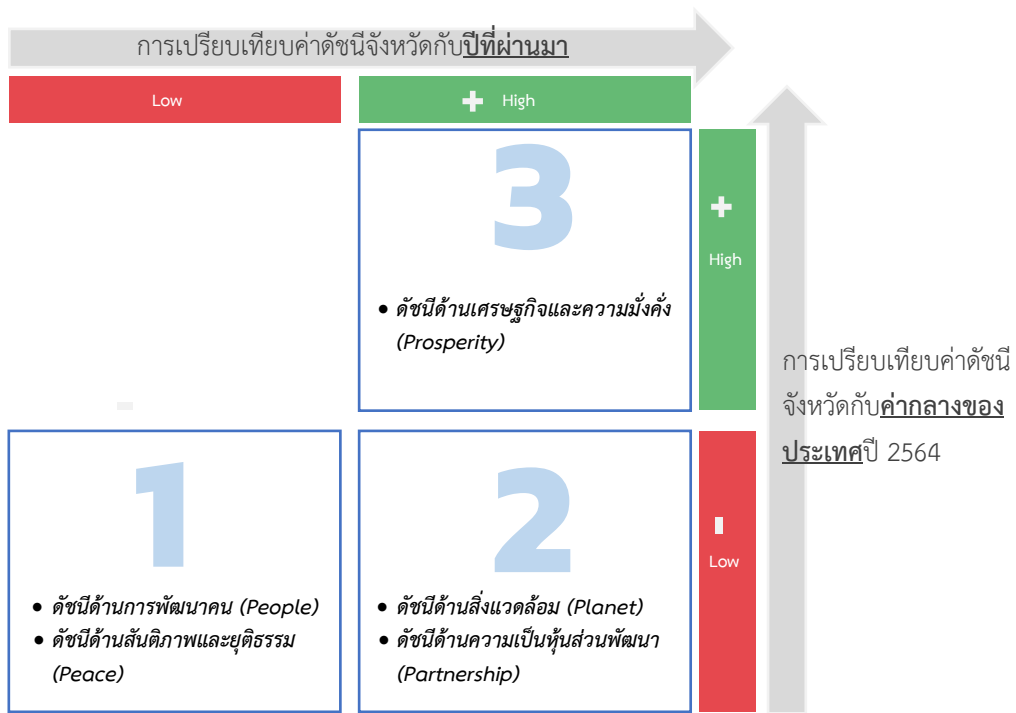 การเปรียบเทียบค่าดัชนีจังหวัดกับปีที่ผ่านมา
Low
+ High
3
• ดัชนีด้านเศรษฐกิจและความมั่งคั่ง
(Prosperity)
+
High
การเปรียบเทียบค่าดัชนี
จังหวัดกับค่ากลางของ
ประเทศปี 2564
-
1
• ดัชนีด้านการพัฒนาคน (People)
• ดัชนีด้านสันติภาพและยุติธรรม
(Peace)
2
• ดัชนีด้านสิ่งแวดล้อม (Planet)
• ดัชนีด้านความเป็นหุ้นส่วนพัฒนา
(Partnership)
-
Low